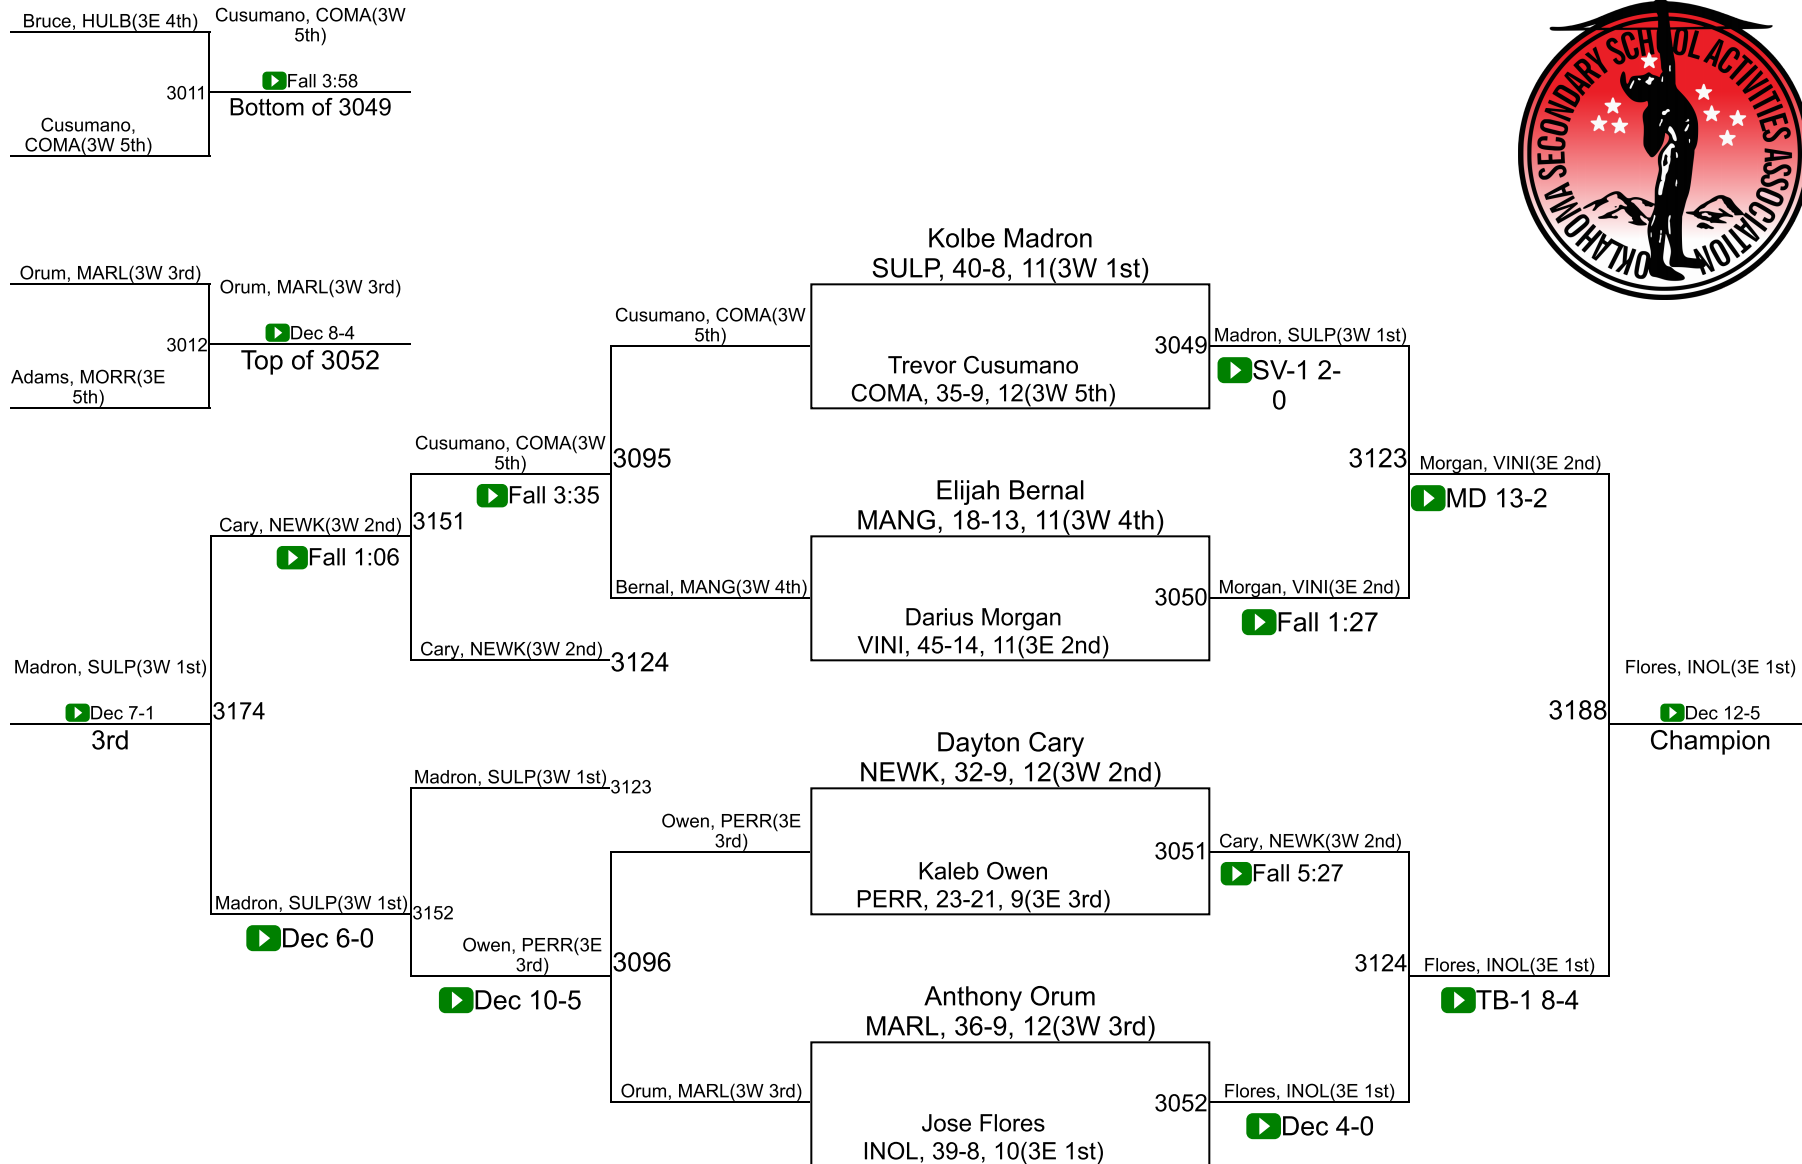 Bruce, HULB(3E 4th)
Cusumano, COMA(3W
5th)
3011
Fall 3:58
Bottom of 3049
Cusumano,
COMA(3W 5th)
OKLAHOMA SECONDARY SCHOOL ACTIVITIES ASSOCIATION
Orum, MARL(3W 3rd)
Orum, MARL(3W 3rd)
3012
Dec 8-4
Top of 3052
Adams, MORR(3E
5th)
Kolbe Madron
SULP, 40-8, 11(3W 1st)
Cusumano, COMA(3W
5th)
3049
Madron, SULP(3W 1st)
SV-1 2-
0
Trevor Cusumano
COMA, 35-9, 12(3W 5th)
Cusumano, COMA(3W
5th)
3095
Fall 3:35
3123
Morgan, VINI(3E 2nd)
MD 13-2
Elijah Bernal
MANG, 18-13, 11(3W 4th)
Cary, NEWK(3W 2nd)
3151
Fall 1:06
Bernal, MANG(3W 4th)
3050
Morgan, VINI(3E 2nd)
Fall 1:27
Darius Morgan
VINI, 45-14, 11(3E 2nd)
Cary, NEWK(3W 2nd)
3124
Madron, SULP(3W 1st)
3174
Dec 7-1
3rd
Flores, INOL(3E 1st)
3188
Dec 12-5
Champion
Dayton Cary
NEWK, 32-9, 12(3W 2nd)
Madron, SULP(3W 1st)
3123
Owen, PERR(3E
3rd)
3051
Cary, NEWK(3W 2nd)
Fall 5:27
Kaleb Owen
PERR, 23-21, 9(3E 3rd)
Madron, SULP(3W 1st)
3152
Dec 6-0
Owen, PERR(3E
3rd)
3096
Dec 10-5
3124
Flores, INOL(3E 1st)
TB-1 8-4
Anthony Orum
MARL, 36-9, 12(3W 3rd)
Orum, MARL(3W 3rd)
3052
Flores, INOL(3E 1st)
Dec 4-0
Jose Flores
INOL, 39-8, 10(3E 1st)